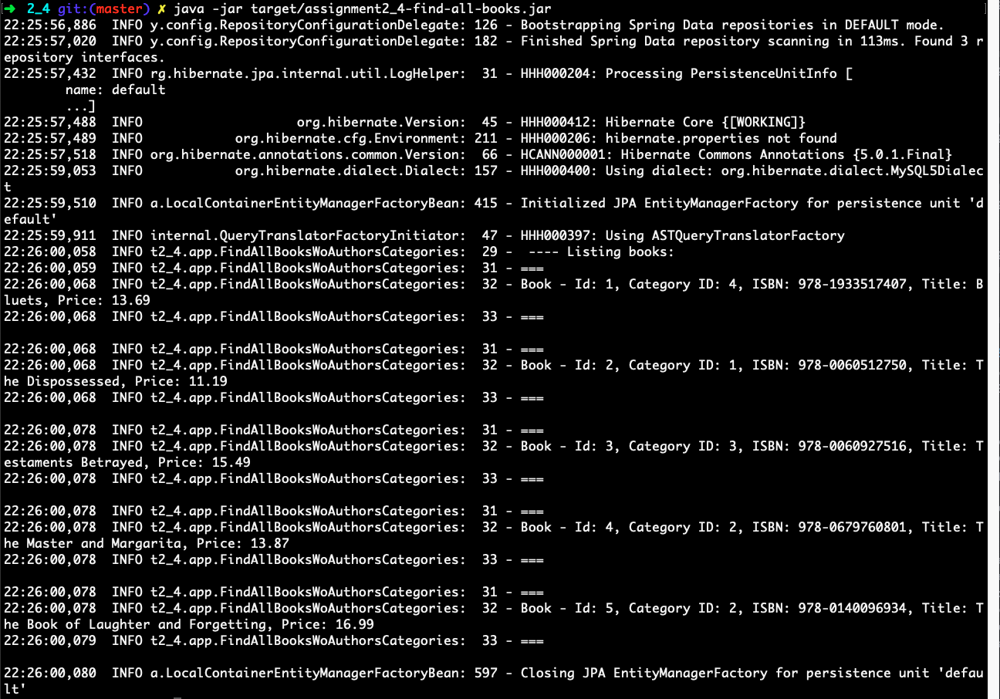 ➜  2_4 git:(master) ✗ java -jar target/assignment2_4-find-all-books.jar
22:25:56,886  INFO y.config.RepositoryConfigurationDelegate: 126 - Bootstrapping Spring Data repositories in DEFAULT mode.
22:25:57,020  INFO y.config.RepositoryConfigurationDelegate: 182 - Finished Spring Data repository scanning in 113ms. Found 3 r
epository interfaces.
22:25:57,432  INFO rg.hibernate.jpa.internal.util.LogHelper:  31 - HHH000204: Processing PersistenceUnitInfo [
        name: default
        ...]
22:25:57,488  INFO                    org.hibernate.Version:  45 - HHH000412: Hibernate Core {[WORKING]}
22:25:57,489  INFO            org.hibernate.cfg.Environment: 211 - HHH000206: hibernate.properties not found
22:25:57,518  INFO org.hibernate.annotations.common.Version:  66 - HCANN000001: Hibernate Commons Annotations {5.0.1.Final}
22:25:59,053  INFO            org.hibernate.dialect.Dialect: 157 - HHH000400: Using dialect: org.hibernate.dialect.MySQL5Dialec
t
22:25:59,510  INFO a.LocalContainerEntityManagerFactoryBean: 415 - Initialized JPA EntityManagerFactory for persistence unit 'd
efault'
22:25:59,911  INFO internal.QueryTranslatorFactoryInitiator:  47 - HHH000397: Using ASTQueryTranslatorFactory
22:26:00,058  INFO t2_4.app.FindAllBooksWoAuthorsCategories:  29 -  ---- Listing books:
22:26:00,059  INFO t2_4.app.FindAllBooksWoAuthorsCategories:  31 - ===
22:26:00,068  INFO t2_4.app.FindAllBooksWoAuthorsCategories:  32 - Book - Id: 1, Category ID: 4, ISBN: 978-1933517407, Title: B
luets, Price: 13.69
22:26:00,068  INFO t2_4.app.FindAllBooksWoAuthorsCategories:  33 - ===
22:26:00,068  INFO t2_4.app.FindAllBooksWoAuthorsCategories:  31 - ===
22:26:00,068  INFO t2_4.app.FindAllBooksWoAuthorsCategories:  32 - Book - Id: 2, Category ID: 1, ISBN: 978-0060512750, Title: T
he Dispossessed, Price: 11.19
22:26:00,068  INFO t2_4.app.FindAllBooksWoAuthorsCategories:  33 - ===
22:26:00,078  INFO t2_4.app.FindAllBooksWoAuthorsCategories:  31 - ===
22:26:00,078  INFO t2_4.app.FindAllBooksWoAuthorsCategories:  32 - Book - Id: 3, Category ID: 3, ISBN: 978-0060927516, Title: T
estaments Betrayed, Price: 15.49
22:26:00,078  INFO t2_4.app.FindAllBooksWoAuthorsCategories:  33 - ===
22:26:00,078  INFO t2_4.app.FindAllBooksWoAuthorsCategories:  31 - ===
22:26:00,078  INFO t2_4.app.FindAllBooksWoAuthorsCategories:  32 - Book - Id: 4, Category ID: 2, ISBN: 978-0679760801, Title: T
he Master and Margarita, Price: 13.87
22:26:00,078  INFO t2_4.app.FindAllBooksWoAuthorsCategories:  33 - ===
22:26:00,078  INFO t2_4.app.FindAllBooksWoAuthorsCategories:  31 - ===
22:26:00,078  INFO t2_4.app.FindAllBooksWoAuthorsCategories:  32 - Book - Id: 5, Category ID: 2, ISBN: 978-0140096934, Title: T
he Book of Laughter and Forgetting, Price: 16.99
22:26:00,079  INFO t2_4.app.FindAllBooksWoAuthorsCategories:  33 - ===
22:26:00,080  INFO a.LocalContainerEntityManagerFactoryBean: 597 - Closing JPA EntityManagerFactory for persistence unit 'defau
lt'